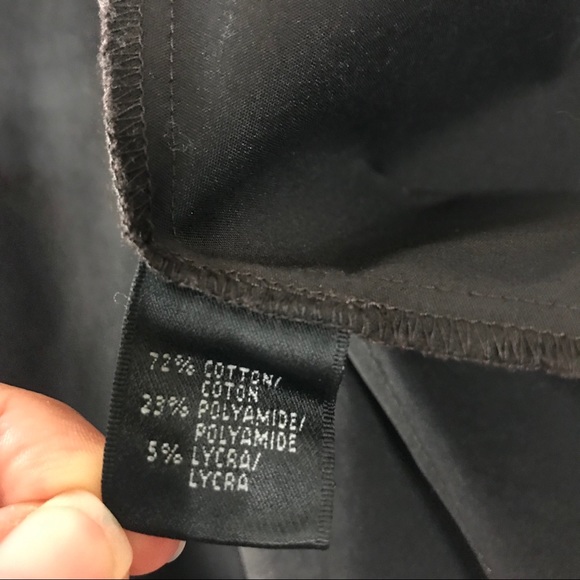 72% COTTON/
COTON
23% POLYAMIDE/
POLYAMIDE
5% LYCRA/
LYCRA